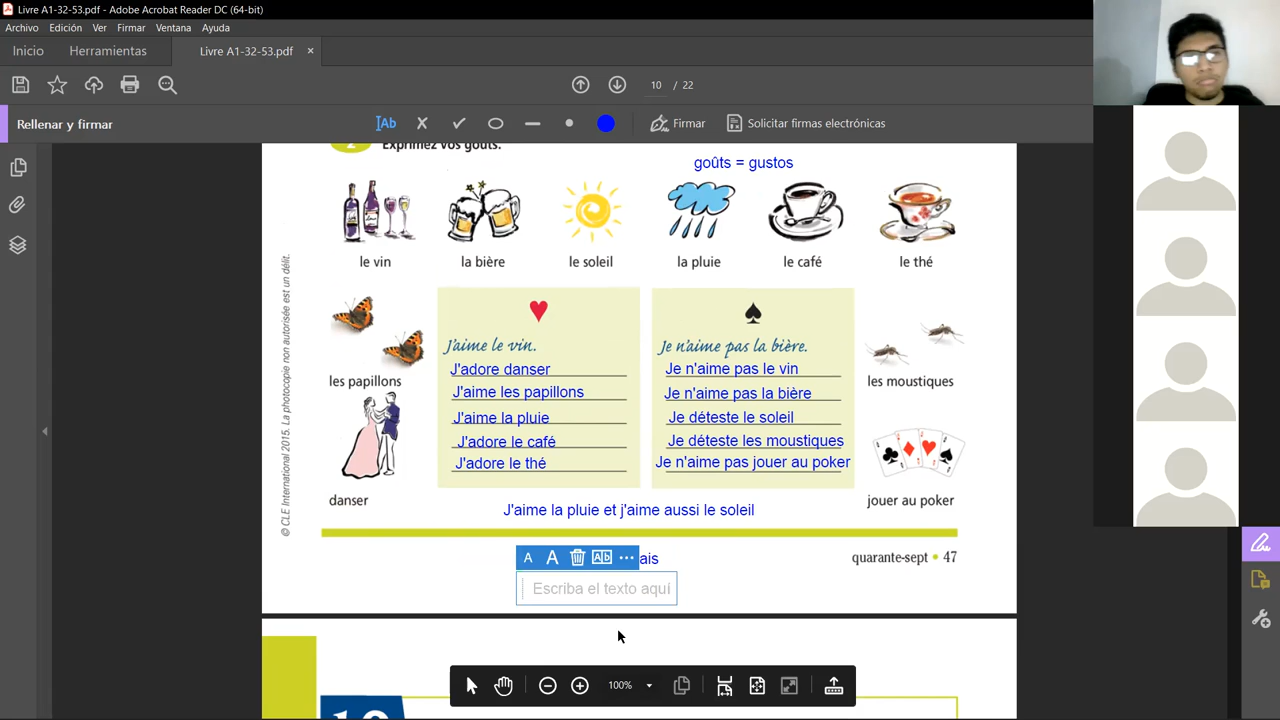 Livre A1-32-53.pdf - Adobe Acrobat Reader DC (64-bit)
Archivo Edición Ver Firmar Ventana Ayuda
Inicio Herramientas Livre A1-32-53.pdf ×
10 / 22
Rellenar y firmar
Ab
Firmar
Solicitar firmas electrónicas
2 Exprimez vos goûts.
goûts = gustos
le vin la bière le soleil la pluie le café le thé
© CLE International 2015. La photocopie non autorisée est un délit.
J'aime le vin.
J'adore danser
J'aime les papillons
J'aime la pluie
J'adore le café
J'adore le thé
Je n'aime pas la bière.
Je n'aime pas le vin
Je n'aime pas la bière
Je déteste le soleil
Je déteste les moustiques
Je n'aime pas jouer au poker
les papillons
les moustiques
danser
jouer au poker
J'aime la pluie et j'aime aussi le soleil
A A Ab ais
quarante-sept • 47
Escriba el texto aquí
100%